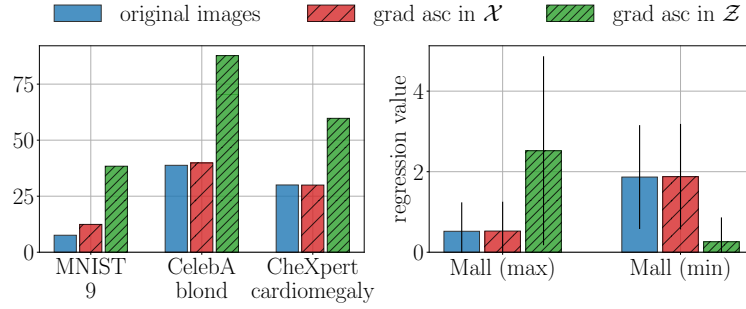 original images
grad asc in 𝒳
grad asc in 𝒵
75
50
25
0
MNIST
9
CelebA
blond
CheXpert
cardiomegaly
regression value
4
2
0
Mall (max)
Mall (min)